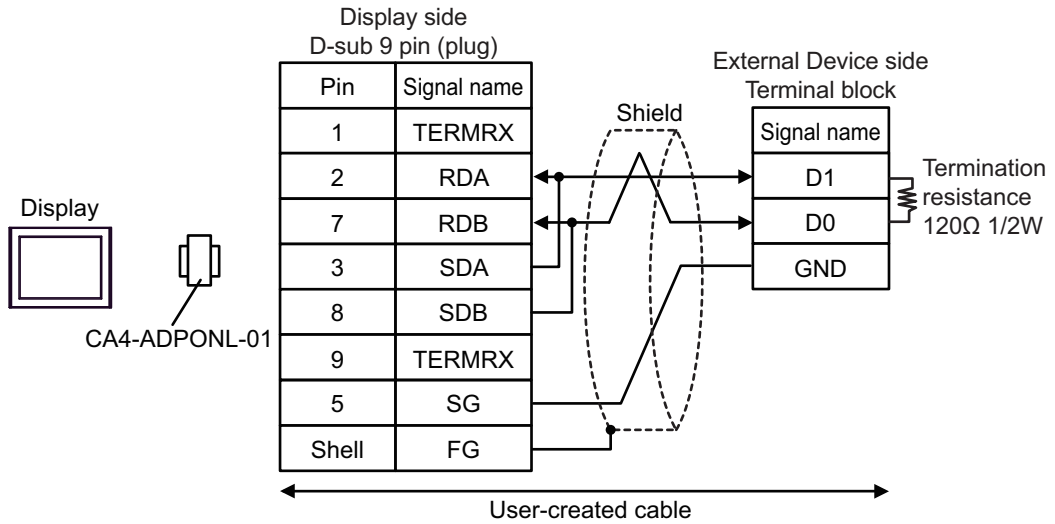 Display side
D-sub 9 pin (plug)
Pin Signal name
1 TERMRX
2 RDA
7 RDB
3 SDA
8 SDB
9 TERMRX
5 SG
Shell FG
Shield
External Device side
Terminal block
Signal name
D1
D0
GND
Termination
resistance
120Ω 1/2W
Display
CA4-ADPONL-01
User-created cable